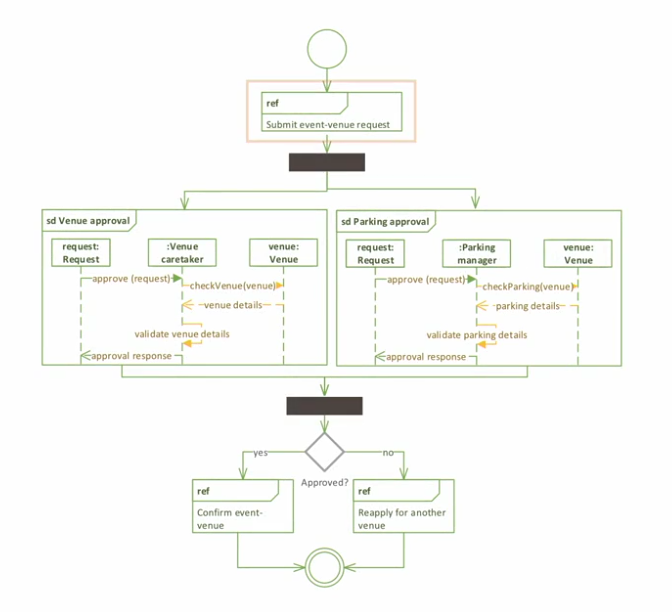 ref
Submit event-venue request
sd Venue approval
request:
Request
:Venue
caretaker
venue:
Venue
approve (request)
checkVenue(venue)
venue details
validate venue details
approval response
sd Parking approval
request:
Request
:Parking
manager
venue:
Venue
approve (request)
checkParking(venue)
parking details
validate parking details
approval response
yes
no
Approved?
ref
Confirm event-
venue
ref
Reapply for another
venue